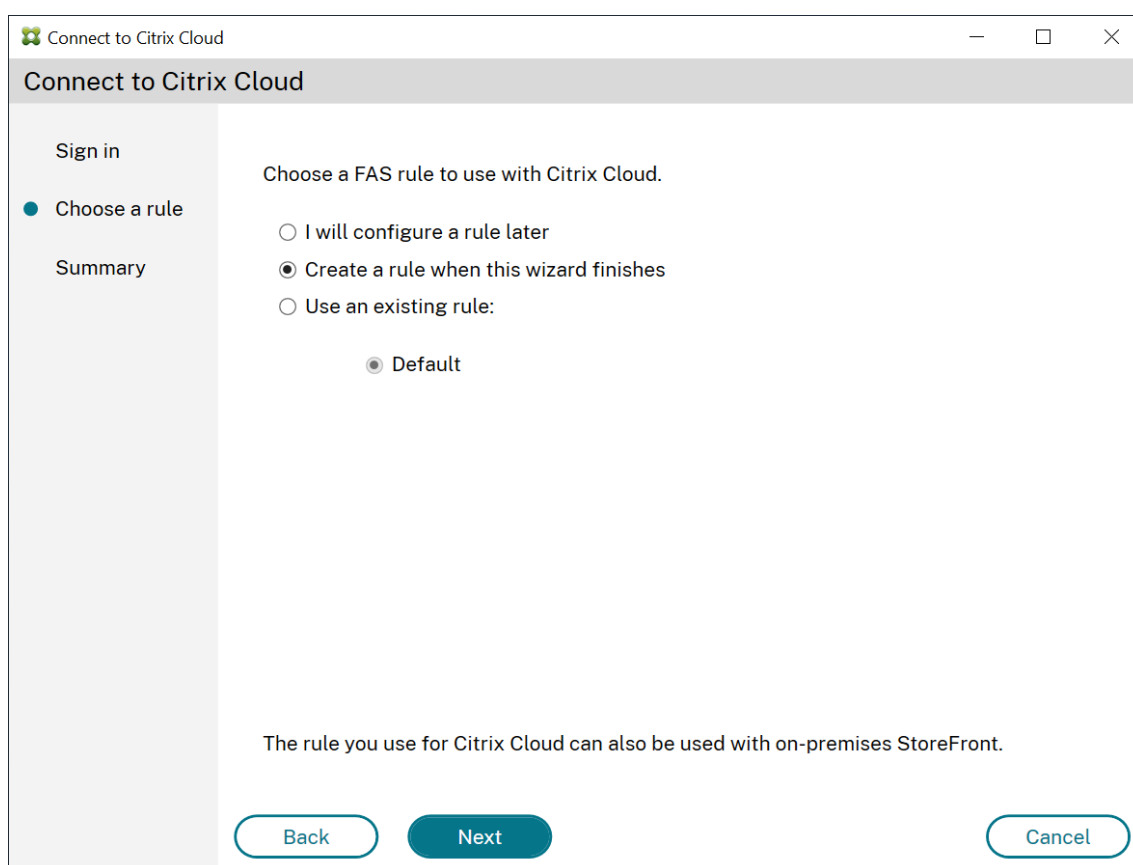 Connect to Citrix Cloud
Connect to Citrix Cloud
Sign in
Choose a rule
Summary
Choose a FAS rule to use with Citrix Cloud.
I will configure a rule later
Create a rule when this wizard finishes
Use an existing rule:
Default
The rule you use for Citrix Cloud can also be used with on-premises StoreFront.
Back
Next
Cancel